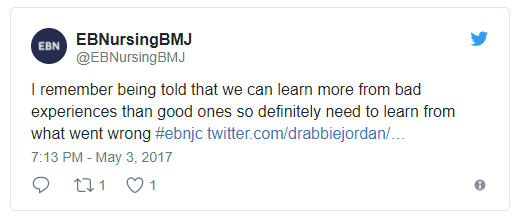 EBN
EBNursingBMJ
@EBNursingBMJ
I remember being told that we can learn more from bad
experiences than good ones so definitely need to learn from
what went wrong #ebnjc twitter.com/drabbiejordan/…
7:13 PM - May 3, 2017
1 1